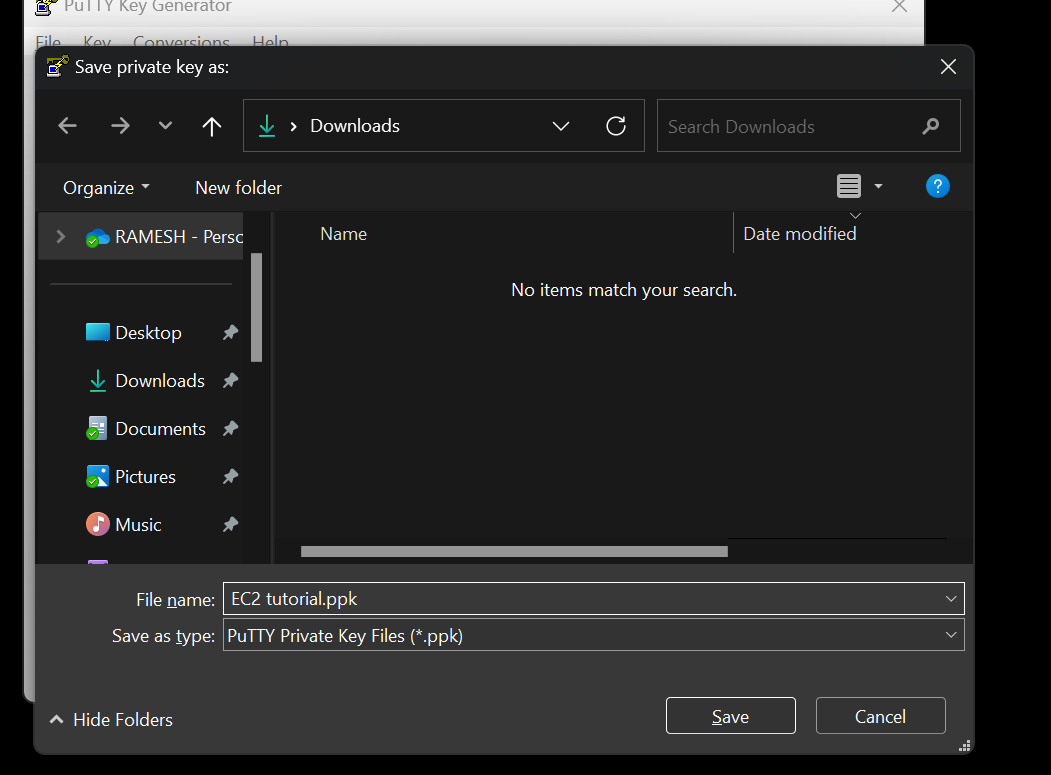 PuTTY Key Generator
File Key Conversions Help
Save private key as:
Downloads
Search Downloads
Organize New folder
RAMESH - Perso
Name Date modified
No items match your search.
Desktop
Downloads
Documents
Pictures
Music
File name: EC2 tutorial.ppk
Save as type: PuTTY Private Key Files (*.ppk)
Hide Folders Save Cancel